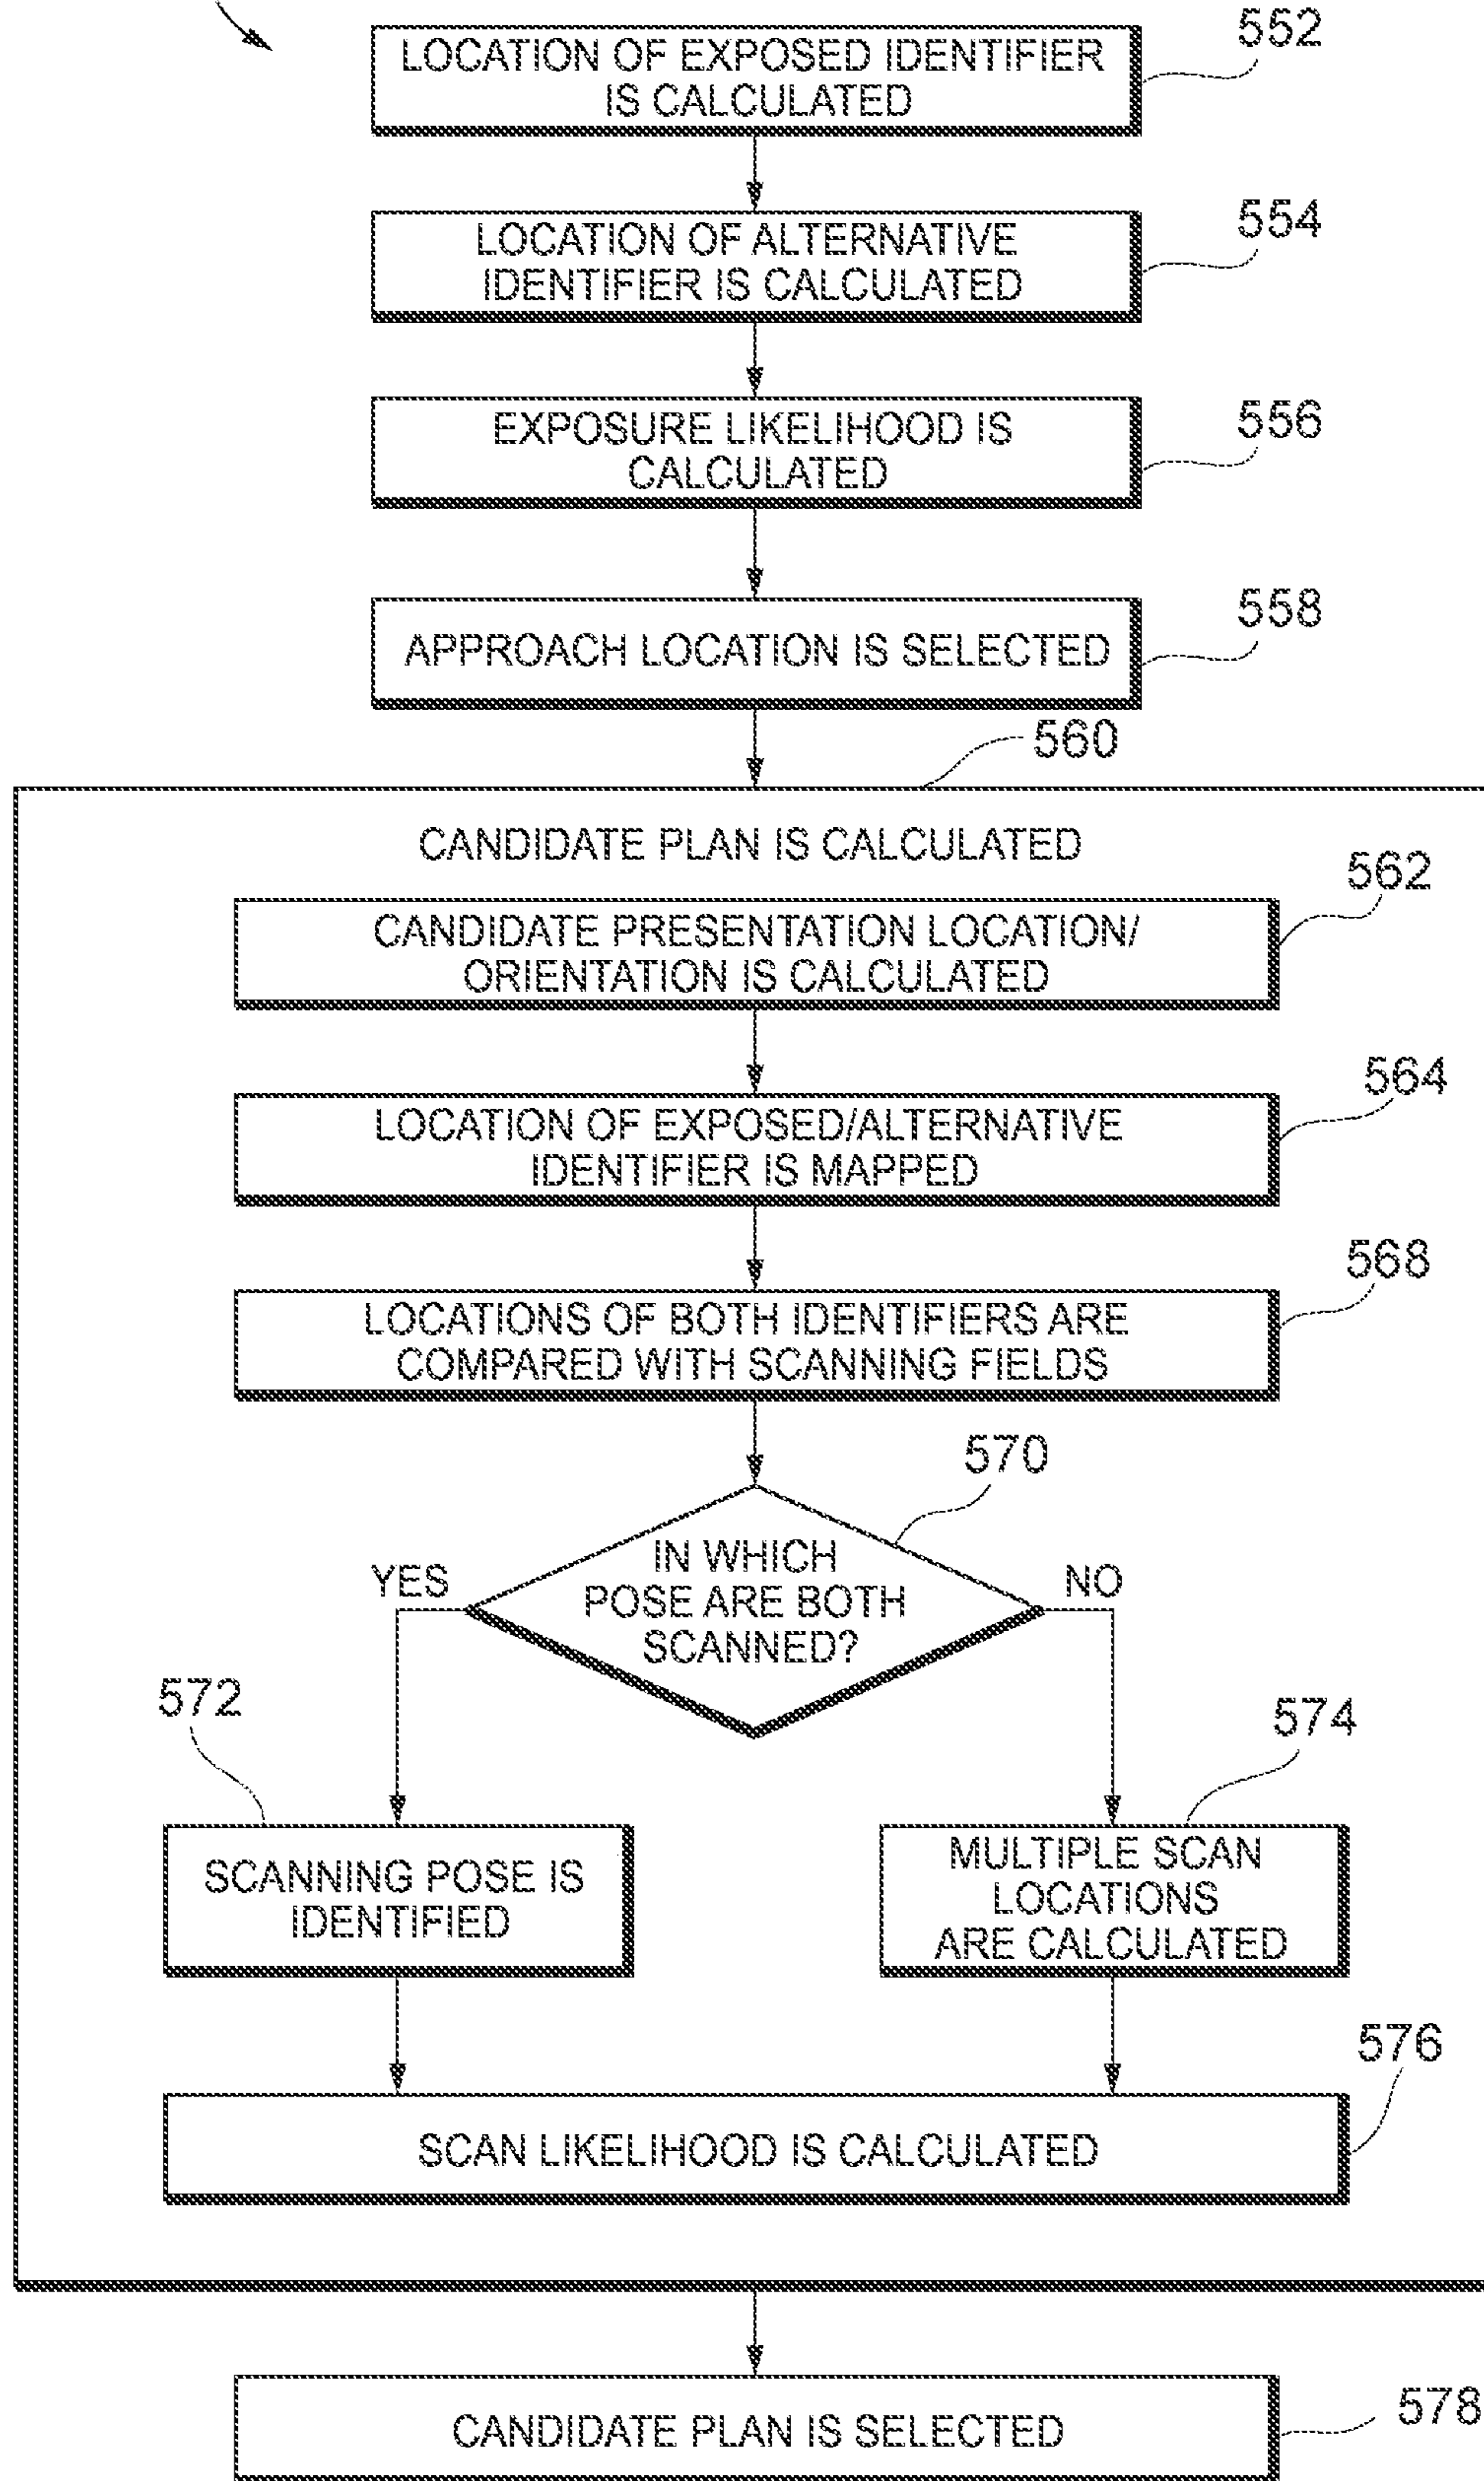 552
LOCATION OF EXPOSED IDENTIFIER
IS CALCULATED
554
LOCATION OF ALTERNATIVE
IDENTIFIER IS CALCULATED
556
EXPOSURE LIKELIHOOD IS
CALCULATED
558
APPROACH LOCATION IS SELECTED
560
CANDIDATE PLAN IS CALCULATED
562
CANDIDATE PRESENTATION LOCATION/
ORIENTATION IS CALCULATED
564
LOCATION OF EXPOSED/ALTERNATIVE
IDENTIFIER IS MAPPED
568
LOCATIONS OF BOTH IDENTIFIERS ARE
COMPARED WITH SCANNING FIELDS
570
IN WHICH
POSE ARE BOTH
SCANNED?
YES
NO
572
SCANNING POSE IS
IDENTIFIED
574
MULTIPLE SCAN
LOCATIONS
ARE CALCULATED
576
SCAN LIKELIHOOD IS CALCULATED
578
CANDIDATE PLAN IS SELECTED